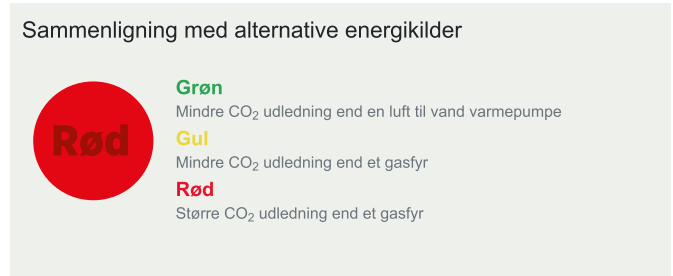 Sammenligning med alternative energikilder
Rød
Grøn
Mindre CO₂ udledning end en luft til vand varmepumpe
Gul
Mindre CO₂ udledning end et gasfyr
Rød
Større CO₂ udledning end et gasfyr